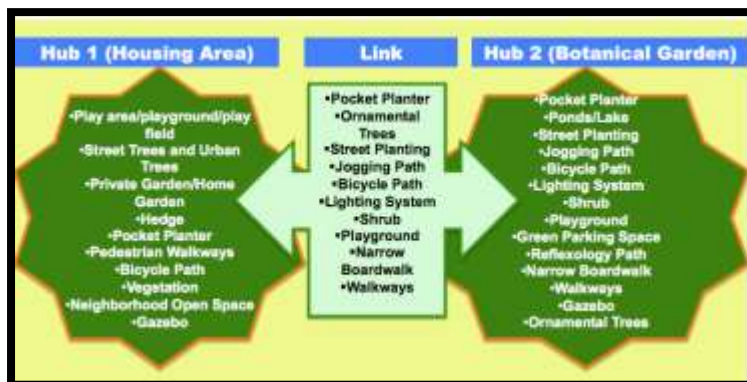 Hub 1 (Housing Area)
•Play area/playground/play
field
•Street Trees and Urban
Trees
•Private Garden/Home
Garden
•Hedge
•Pocket Planter
•Pedestrian Walkways
•Bicycle Path
•Vegetation
•Neighborhood Open Space
•Gazebo
Link
•Pocket Planter
•Ornamental
Trees
•Street Planting
•Jogging Path
•Bicycle Path
•Lighting System
•Shrub
•Playground
•Narrow
Boardwalk
•Walkways
Hub 2 (Botanical Garden)
•Pocket Planter
•Ponds/Lake
•Street Planting
•Jogging Path
•Bicycle Path
•Lighting System
•Shrub
•Playground
•Green Parking Space
•Reflexology Path
•Narrow Boardwalk
•Walkways
•Gazebo
•Ornamental Trees